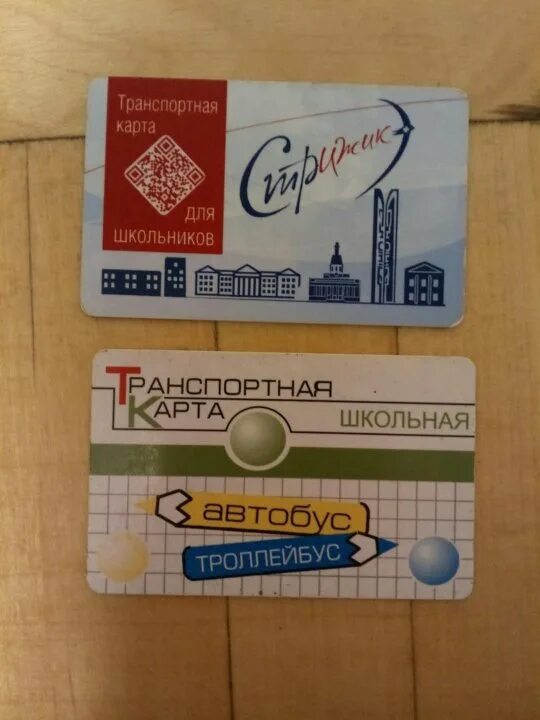 Транспортная
карта
Стрижик
для
школьников
Транспортная
Карта
ШКОЛЬНАЯ
автобус
ТРОЛЛЕЙБУС